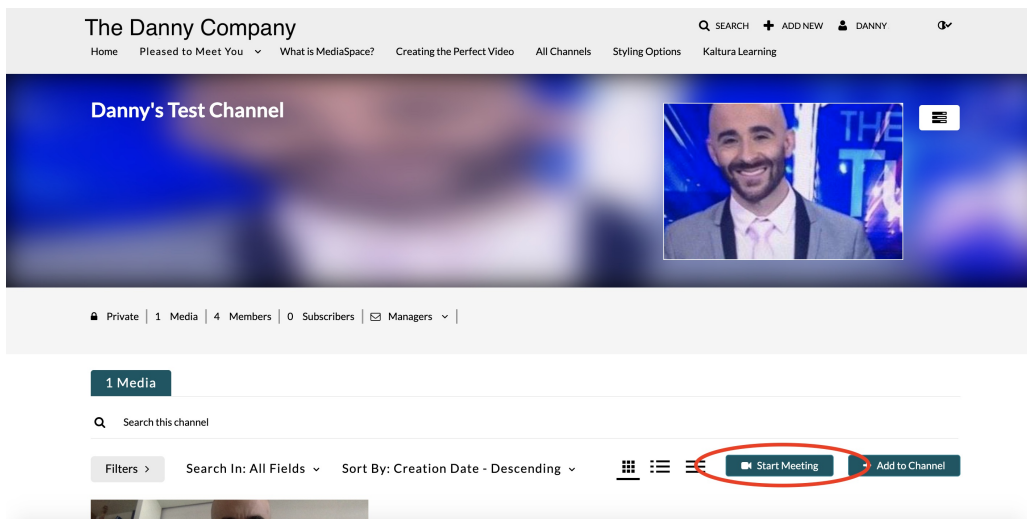 The Danny Company
SEARCH ADD NEW DANNY
Home Pleased to Meet You What is MediaSpace? Creating the Perfect Video All Channels Styling Options Kaltura Learning
Danny's Test Channel
THE
Private | 1 Media | 4 Members | 0 Subscribers | Managers |
1 Media
Search this channel
Filters > Search In: All Fields Sort By: Creation Date - Descending Start Meeting + Add to Channel